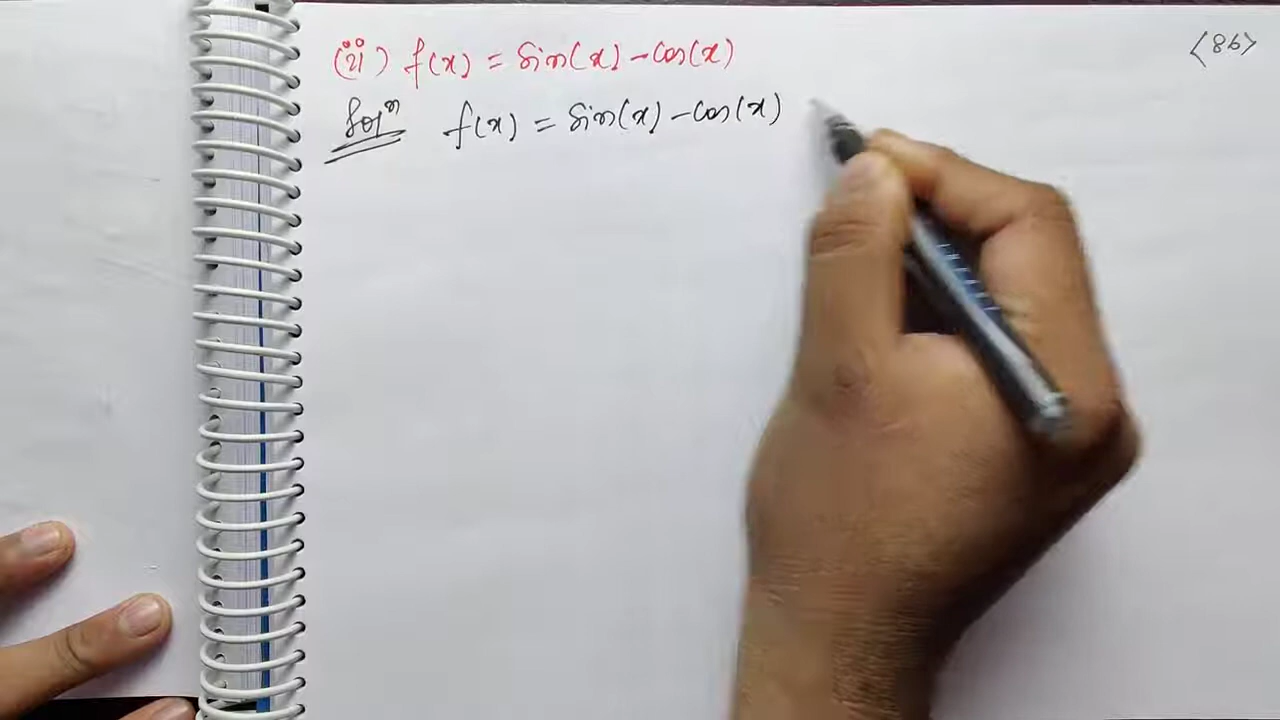 (ii) f(x) = Sin(x) - Cos(x)
<86>
Solⁿ f(x) = Sin(x) - Cos(x)